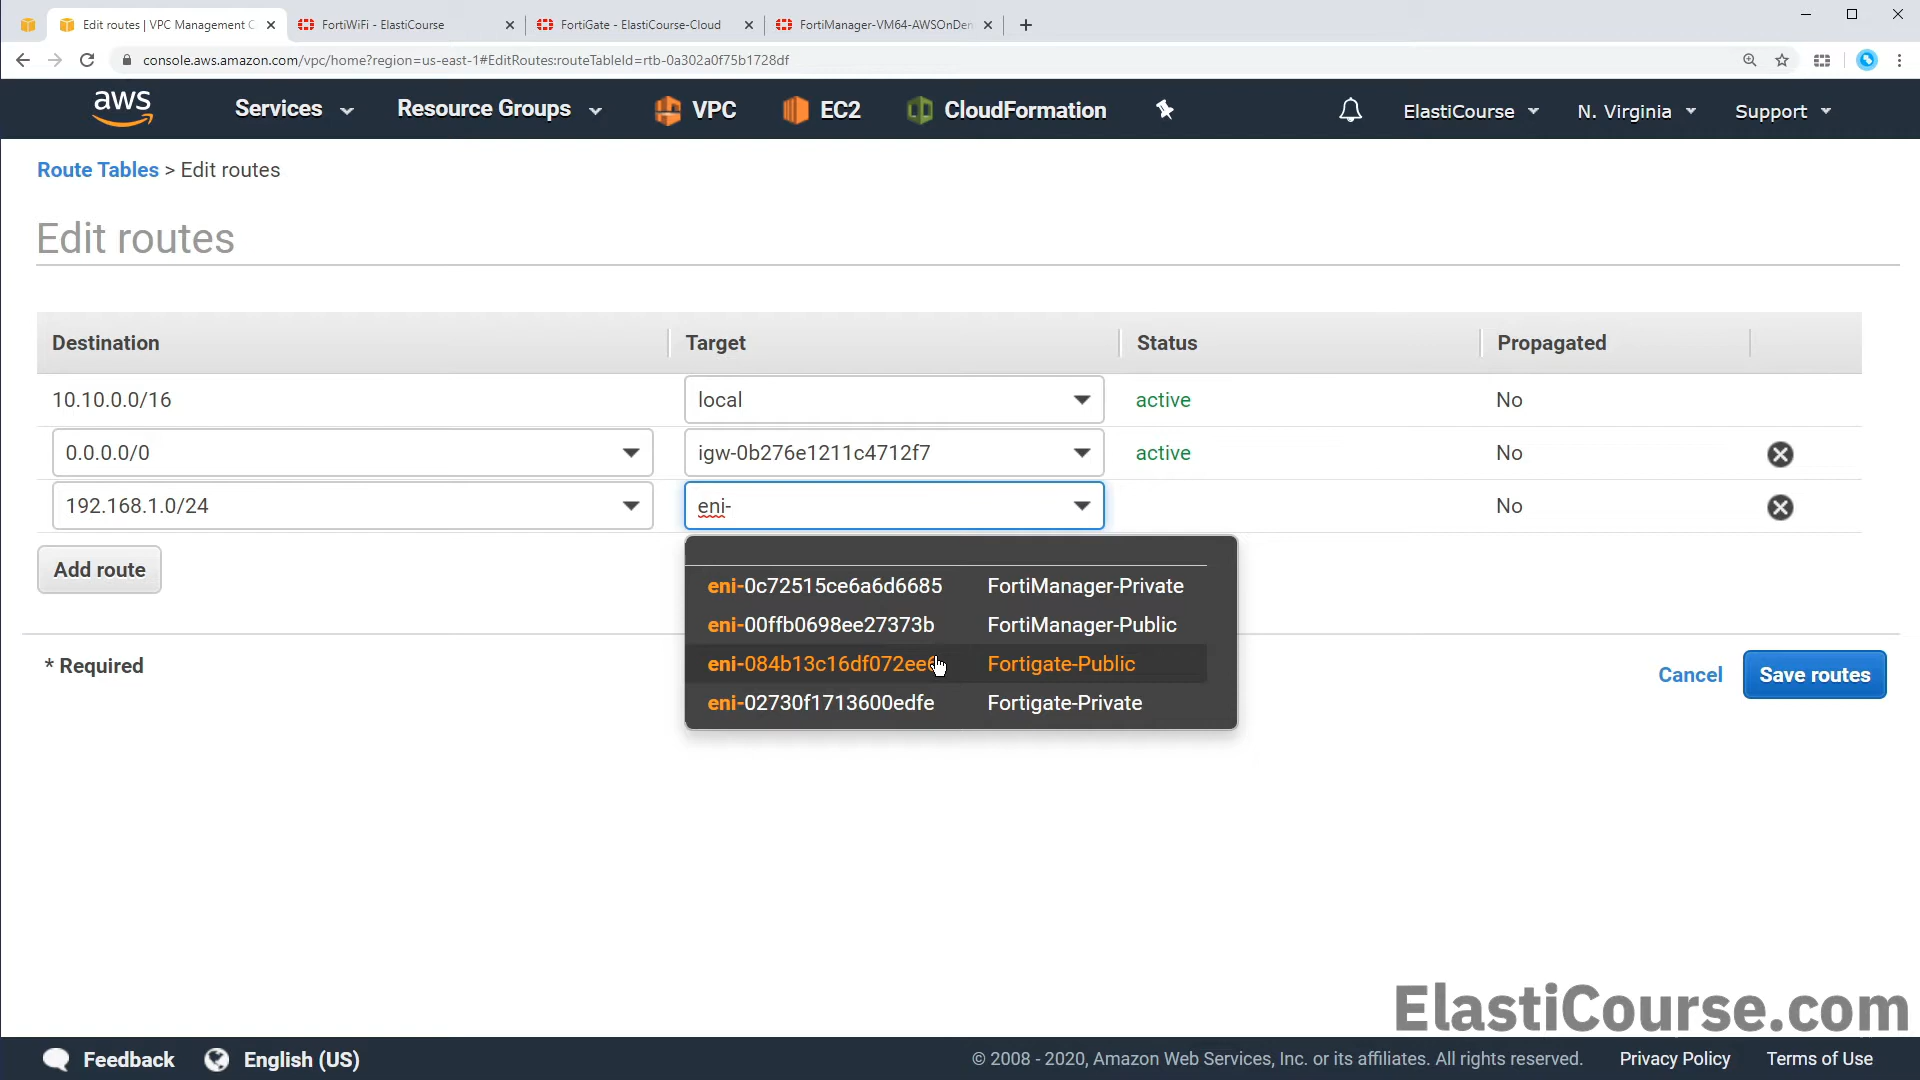 Edit routes | VPC Management C
FortiWiFi - ElastiCourse
FortiGate - ElastiCourse-Cloud
FortiManager-VM64-AWSOnDem
console.aws.amazon.com/vpc/home?region=us-east-1#EditRoutes:routeTableId=rtb-0a302a0f75b1728df
aws
Services
Resource Groups
VPC
EC2
CloudFormation
ElastiCourse
N. Virginia
Support
Route Tables > Edit routes
Edit routes
Destination Target Status Propagated
10.10.0.0/16 local active No
0.0.0.0/0 igw-0b276e1211c4712f7 active No
192.168.1.0/24 eni- No
Add route
eni-0c72515ce6a6d6685 FortiManager-Private
eni-00ffb0698ee27373b FortiManager-Public
eni-084b13c16df072ee6 Fortigate-Public
eni-02730f1713600edfe Fortigate-Private
* Required
Cancel
Save routes
ElastiCourse.com
Feedback
English (US)
© 2008 - 2020, Amazon Web Services, Inc. or its affiliates. All rights reserved.
Privacy Policy
Terms of Use